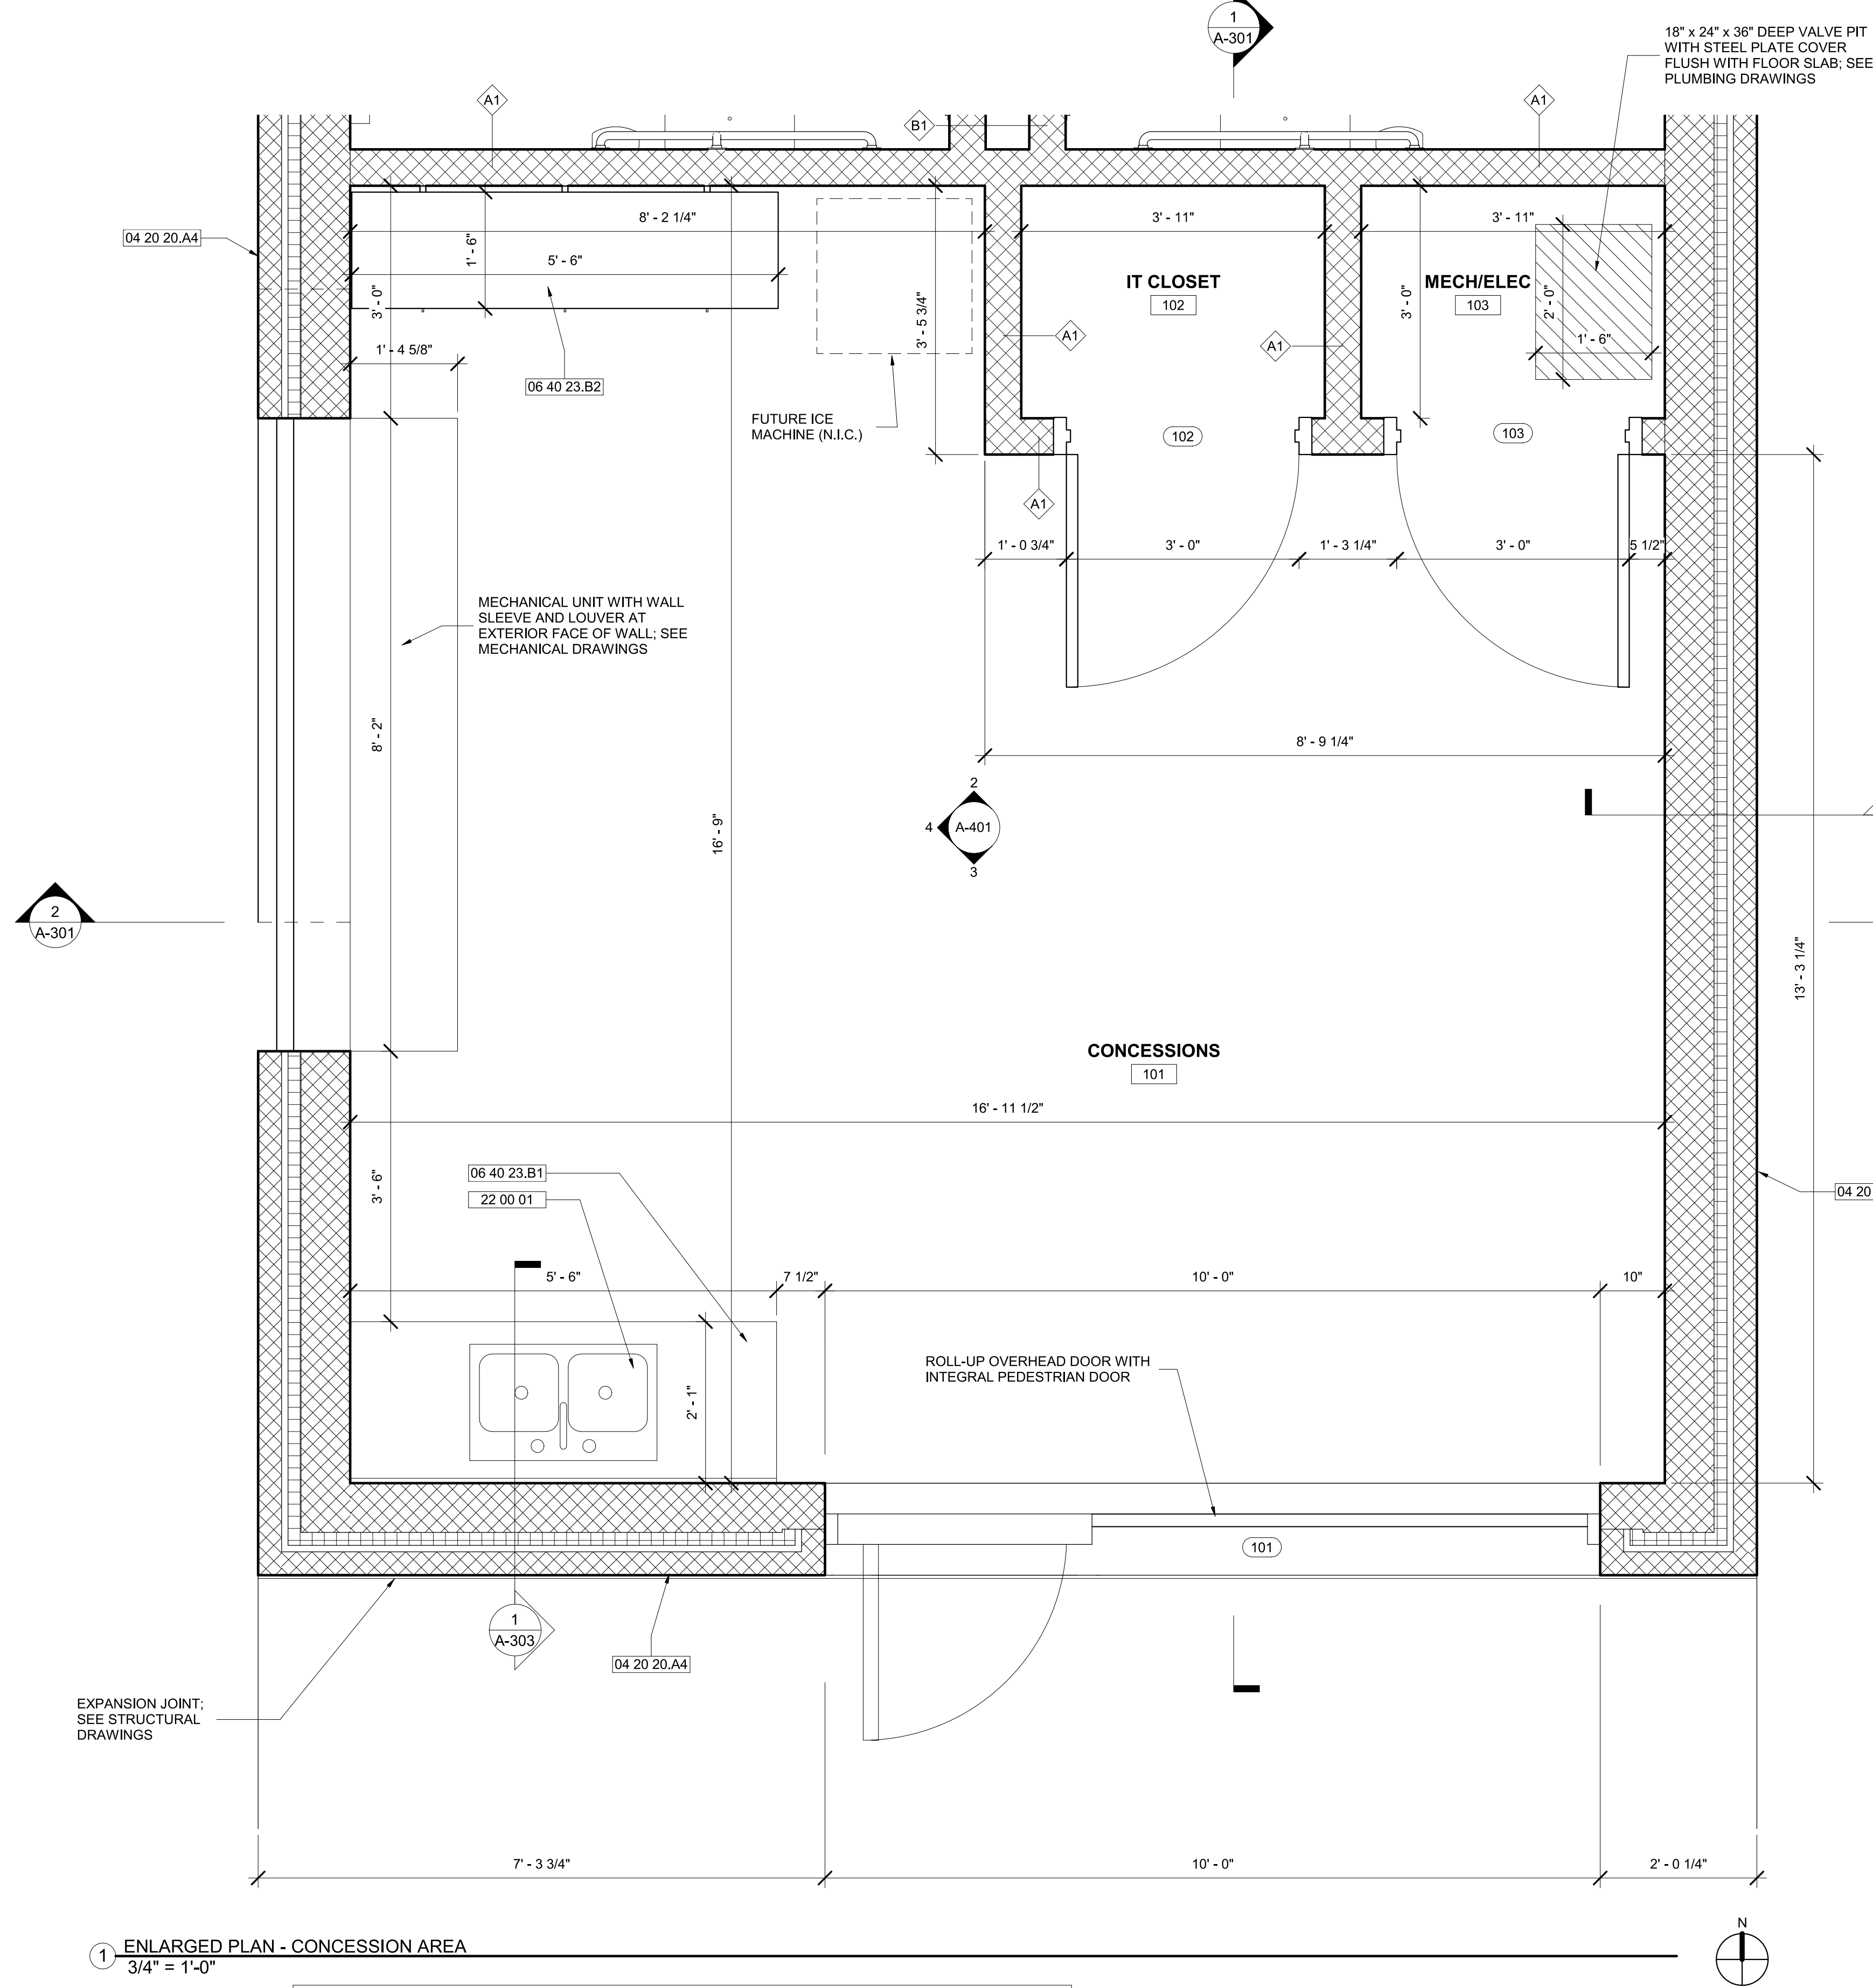 1
A-301
18" x 24" x 36" DEEP VALVE PIT
WITH STEEL PLATE COVER
FLUSH WITH FLOOR SLAB; SEE
PLUMBING DRAWINGS
A1
B1
A1
04 20 20.A4
8' - 2 1/4"
3' - 11"
3' - 11"
1' - 6"
5' - 6"
3' - 0"
3' - 5 3/4"
IT CLOSET
102
MECH/ELEC
103
3' - 0"
2' - 0"
1' - 6"
A1
A1
1' - 4 5/8"
06 40 23.B2
FUTURE ICE
MACHINE (N.I.C.)
102
103
A1
1' - 0 3/4"
3' - 0"
1' - 3 1/4"
3' - 0"
5 1/2"
MECHANICAL UNIT WITH WALL
SLEEVE AND LOUVER AT
EXTERIOR FACE OF WALL; SEE
MECHANICAL DRAWINGS
8' - 2"
8' - 9 1/4"
16' - 9"
2
4
A-401
3
2
A-301
13' - 3 1/4"
CONCESSIONS
101
16' - 11 1/2"
3' - 6"
06 40 23.B1
22 00 01
04 20
5' - 6"
7 1/2"
10' - 0"
10"
2' - 1"
ROLL-UP OVERHEAD DOOR WITH
INTEGRAL PEDESTRIAN DOOR
101
1
A-303
04 20 20.A4
EXPANSION JOINT;
SEE STRUCTURAL
DRAWINGS
7' - 3 3/4"
10' - 0"
2' - 0 1/4"
1
ENLARGED PLAN - CONCESSION AREA
3/4" = 1'-0"
N